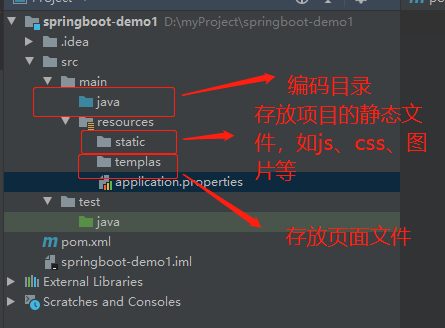 Project
springboot-demo1 D:\myProject\springboot-demo1
.idea
src
main
java
编码目录
resources
存放项目的静态文
static
件，如js、css、图
templas
片等
application.properties
test
java
存放页面文件
pom.xml
springboot-demo1.iml
External Libraries
Scratches and Consoles